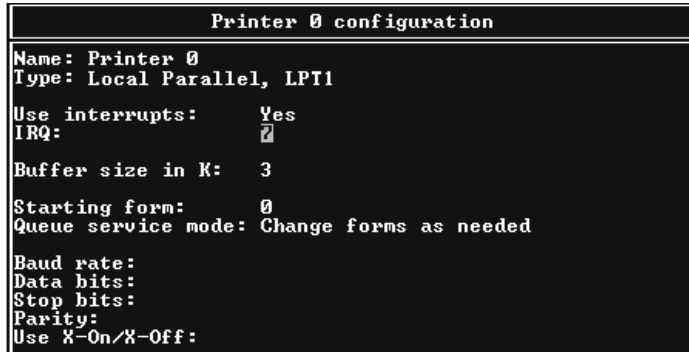 Printer 0 configuration
Name: Printer 0
Type: Local Parallel, LPT1
Use interrupts: Yes
IRQ: 7
Buffer size in K: 3
Starting form: 0
Queue service mode: Change forms as needed
Baud rate:
Data bits:
Stop bits:
Parity:
Use X-On/X-Off: